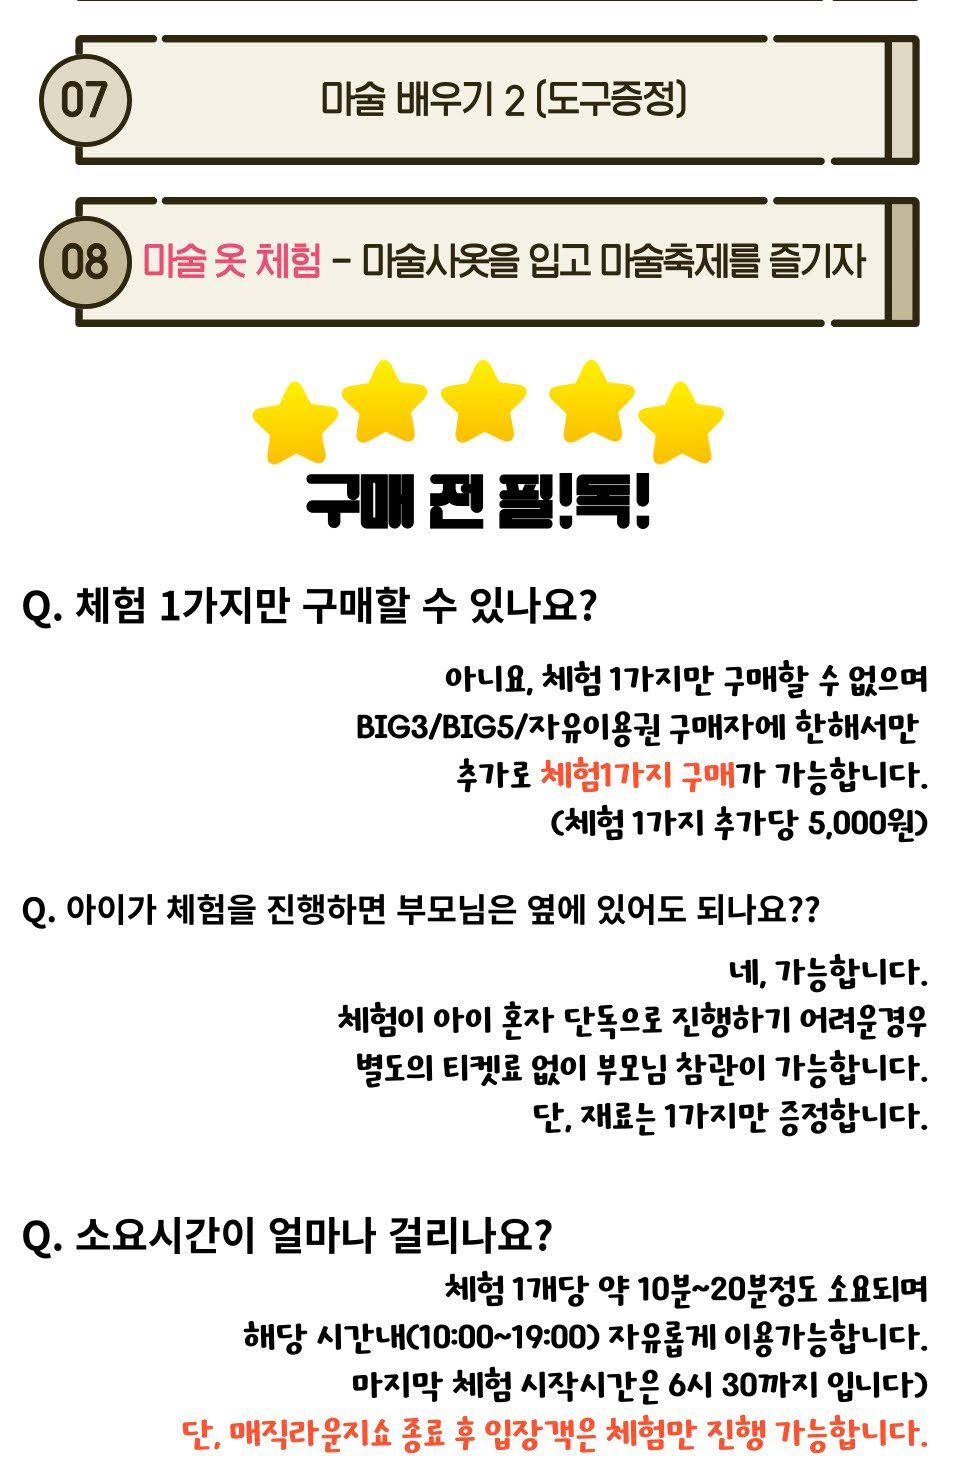 07
마술 배우기 2 (도구증정)
08
마술 옷 체험 - 마술사옷을 입고 마술축제를 즐기자
구매 전 필!독!
Q. 체험 1가지만 구매할 수 있나요?
아니요, 체험 1가지만 구매할 수 없으며
BIG3/BIG5/자유이용권 구매자에 한해서만
추가로 체험1가지 구매가 가능합니다.
(체험 1가지 추가당 5,000원)
Q. 아이가 체험을 진행하면 부모님은 옆에 있어도 되나요??
네, 가능합니다.
체험이 아이 혼자 단독으로 진행하기 어려운경우
별도의 티켓료 없이 부모님 참관이 가능합니다.
단, 재료는 1가지만 증정합니다.
Q. 소요시간이 얼마나 걸리나요?
체험 1개당 약 10분~20분정도 소요되며
해당 시간내(10:00~19:00) 자유롭게 이용가능합니다.
마지막 체험 시작시간은 6시 30까지 입니다)
단, 매직라운지쇼 종료 후 입장객은 체험만 진행 가능합니다.